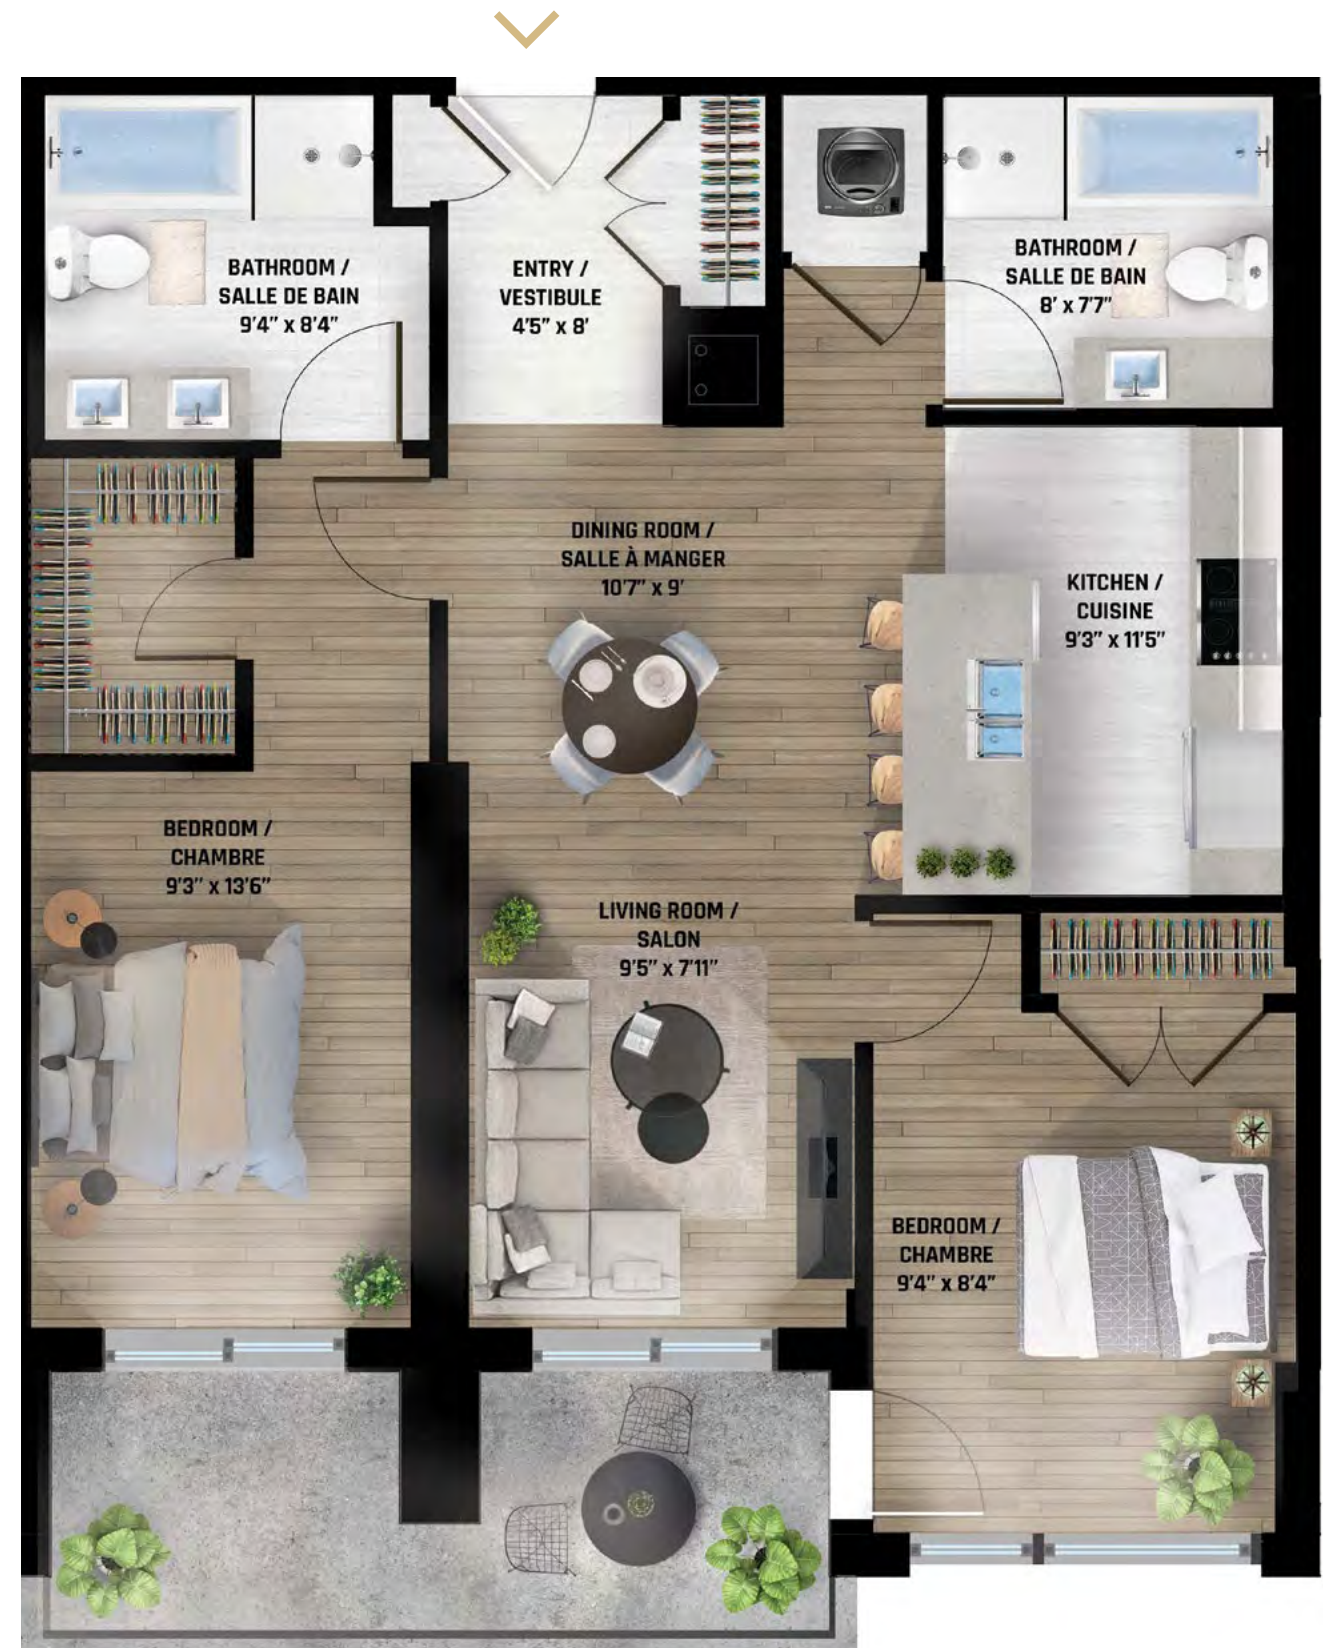 BATHROOM /
SALLE DE BAIN
9'4" x 8'4"
ENTRY /
VESTIBULE
4'5" x 8'
BATHROOM /
SALLE DE BAIN
8' x 7'7"
DINING ROOM /
SALLE À MANGER
10'7" x 9'
KITCHEN /
CUISINE
9'3" x 11'5"
BEDROOM /
CHAMBRE
9'3" x 13'6"
LIVING ROOM /
SALON
9'5" x 7'11"
BEDROOM /
CHAMBRE
9'4" x 8'4"